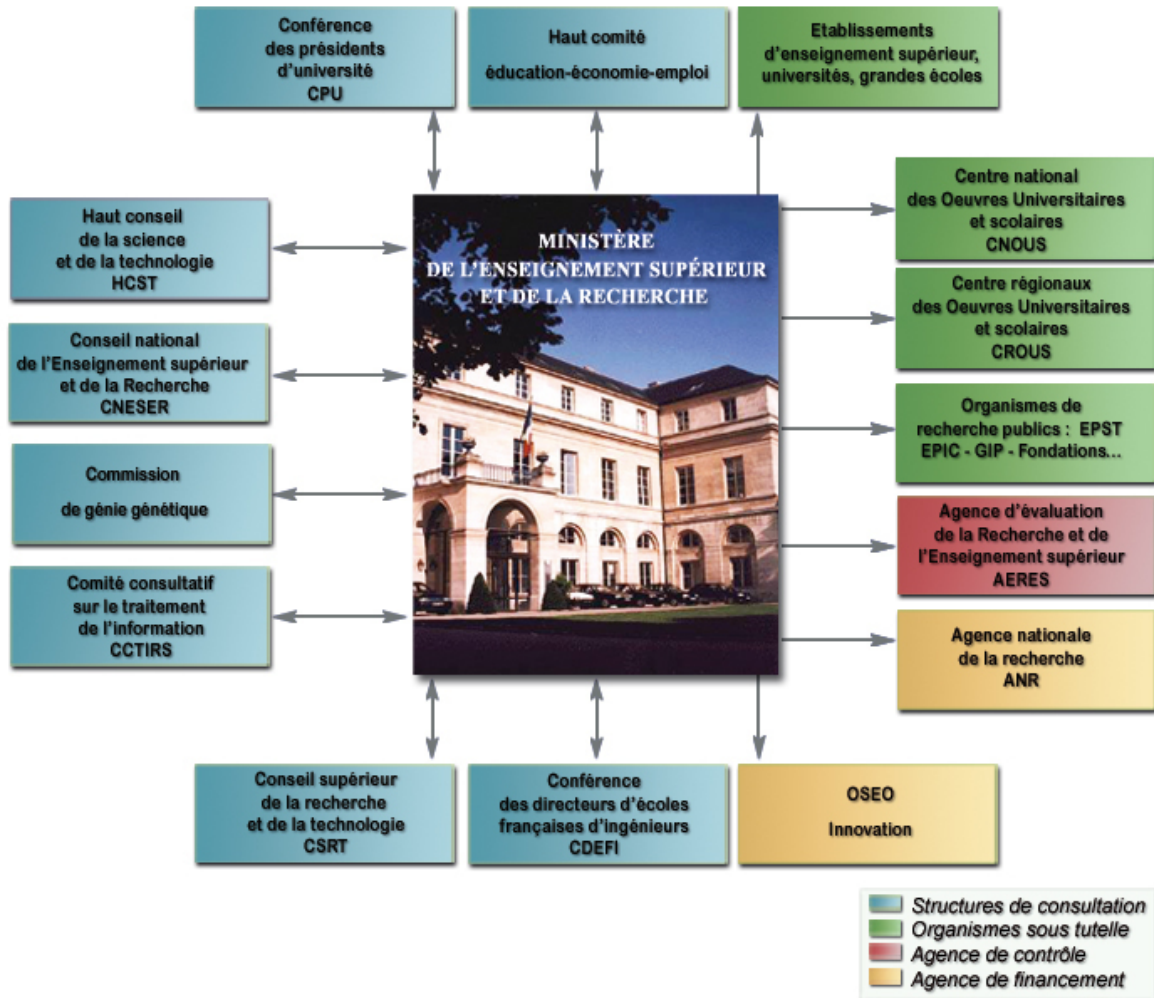 Conférence
des présidents
d'université
CPU
Haut comité
éducation-économie-emploi
Etablissements
d'enseignement supérieur,
universités, grandes écoles
Haut conseil
de la science
et de la technologie
HCST
Conseil national
de l'Enseignement supérieur
et de la Recherche
CNESER
Commission
de génie génétique
Comité consultatif
sur le traitement
de l'information
CCTIRS
MINISTÈRE
DE L'ENSEIGNEMENT SUPÉRIEUR
ET DE LA RECHERCHE
Centre national
des Oeuvres Universitaires
et scolaires
CNOUS
Centre régionaux
des Oeuvres Universitaires
et scolaires
CROUS
Organismes de
recherche publics : EPST
EPIC - GIP - Fondations...
Agence d'évaluation
de la Recherche et de
l'Enseignement supérieur
AERES
Agence nationale
de la recherche
ANR
Conseil supérieur
de la recherche
et de la technologie
CSRT
Conférence
des directeurs d'écoles
françaises d'ingénieurs
CDEFI
OSEO
Innovation
Structures de consultation
Organismes sous tutelle
Agence de contrôle
Agence de financement